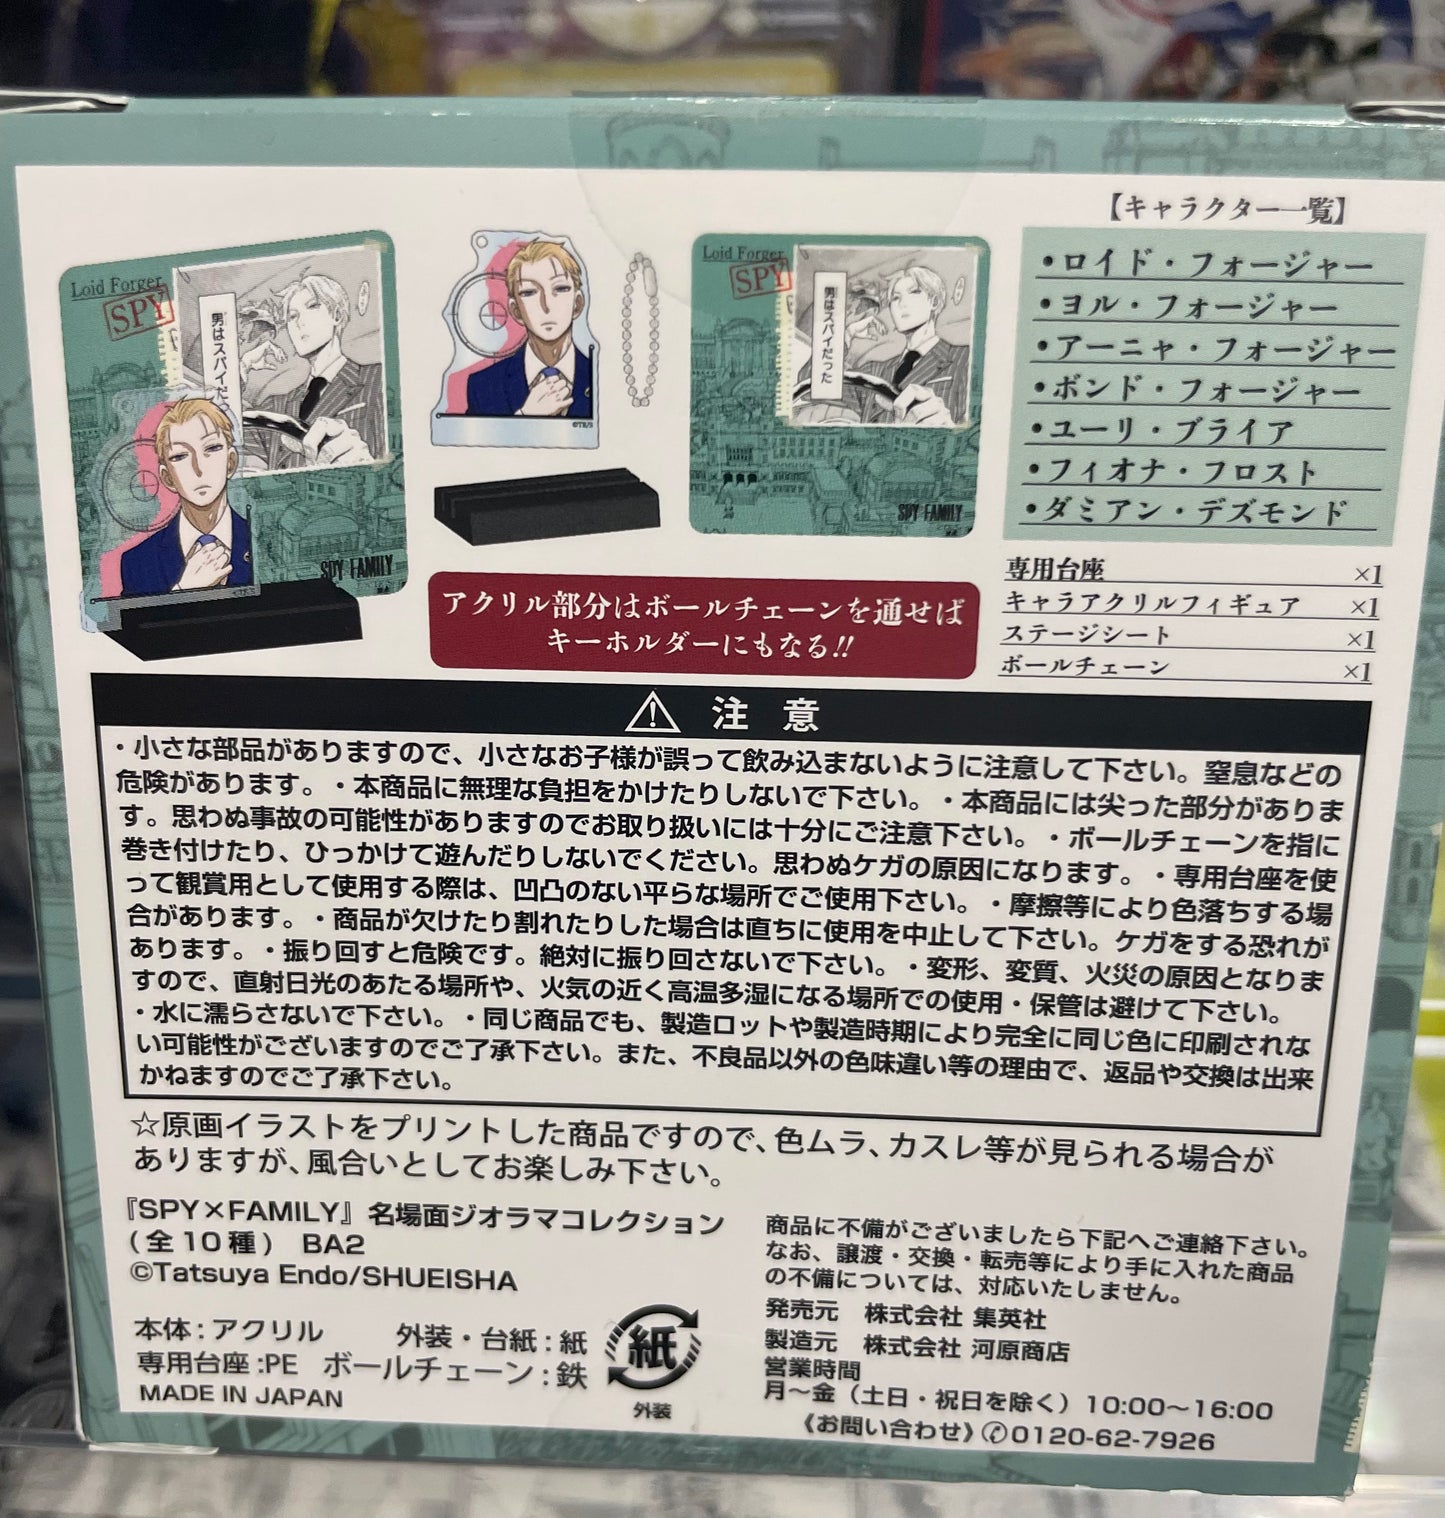 Loid Forger
SPY
男はスパイだった
SPY FAMILY
©TE/S
Loid Forger
SPY
男はスパイだった
SPY FAMILY
アクリル部分はボールチェーンを通せば
キーホルダーにもなる!!
【キャラクター一覧】
•ロイド・フォージャー
•ヨル・フォージャー
•アーニャ・フォージャー
•ボンド・フォージャー
•ユーリ・ブライア
•フィオナ・フロスト
•ダミアン・デズモンド
専用台座 ×1
キャラアクリルフィギュア ×1
ステージシート ×1
ボールチェーン ×1
⚠ 注意
・小さな部品がありますので、小さなお子様が誤って飲み込まないように注意して下さい。窒息などの
危険があります。・本商品に無理な負担をかけたりしないで下さい。・本商品には尖った部分がありま
す。思わぬ事故の可能性がありますのでお取り扱いには十分にご注意下さい。・ボールチェーンを指に
巻き付けたり、ひっかけて遊んだりしないでください。思わぬケガの原因になります。・専用台座を使
って観賞用として使用する際は、凹凸のない平らな場所でご使用下さい。・摩擦等により色落ちする場
合があります。・商品が欠けたり割れたりした場合は直ちに使用を中止して下さい。ケガをする恐れが
あります。・振り回すと危険です。絶対に振り回さないで下さい。・変形、変質、火災の原因となりま
すので、直射日光のあたる場所や、火気の近く高温多湿になる場所での使用・保管は避けて下さい。
・水に濡らさないで下さい。・同じ商品でも、製造ロットや製造時期により完全に同じ色に印刷されな
い可能性がございますのでご了承下さい。また、不良品以外の色味違い等の理由で、返品や交換は出来
かねますのでご了承下さい。
☆原画イラストをプリントした商品ですので、色ムラ、カスレ等が見られる場合が
ありますが、風合いとしてお楽しみ下さい。
『SPY×FAMILY』名場面ジオラマコレクション
(全10種) BA2
©Tatsuya Endo/SHUEISHA
本体:アクリル 外装・台紙:紙
専用台座:PE ボールチェーン:鉄
MADE IN JAPAN
紙
外装
商品に不備がございましたら下記へご連絡下さい。
なお、譲渡・交換・転売等により手に入れた商品
の不備については、対応いたしません。
発売元 株式会社 集英社
製造元 株式会社 河原商店
営業時間
月～金（土日・祝日を除く）10:00～16:00
《お問い合わせ》✆0120-62-7926